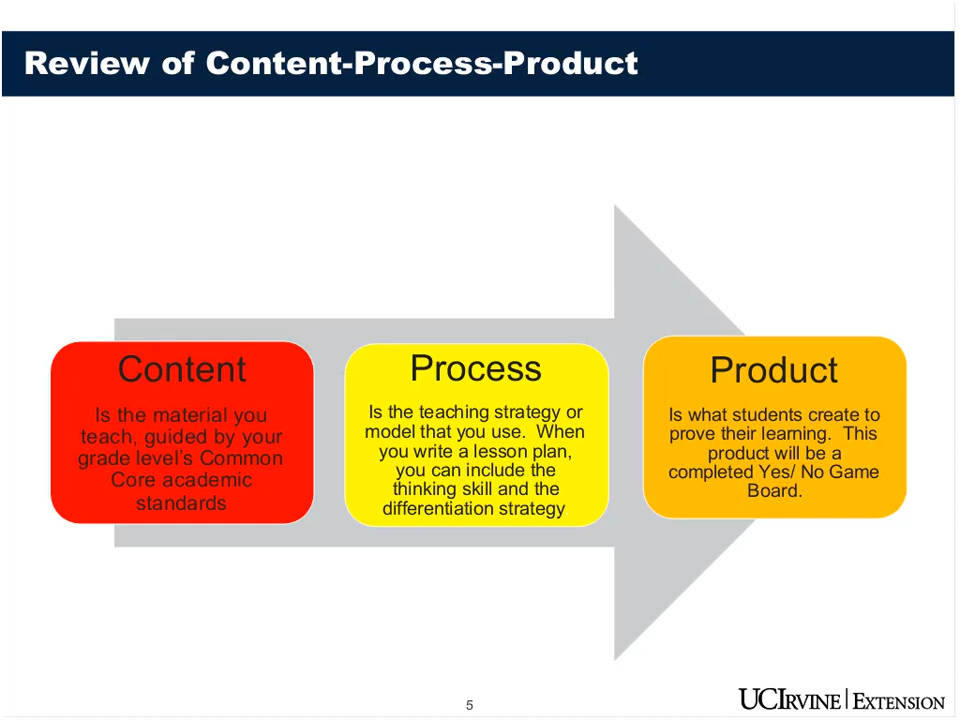 Review of Content-Process-Product
Content
Is the material you
teach, guided by your
grade level's Common
Core academic
standards
Process
Is the teaching strategy or
model that you use.  When
you write a lesson plan,
you can include the
thinking skill and the
differentiation strategy
Product
Is what students create to
prove their learning.  This
product will be a
completed Yes/ No Game
Board.
5
UCIRVINE | EXTENSION